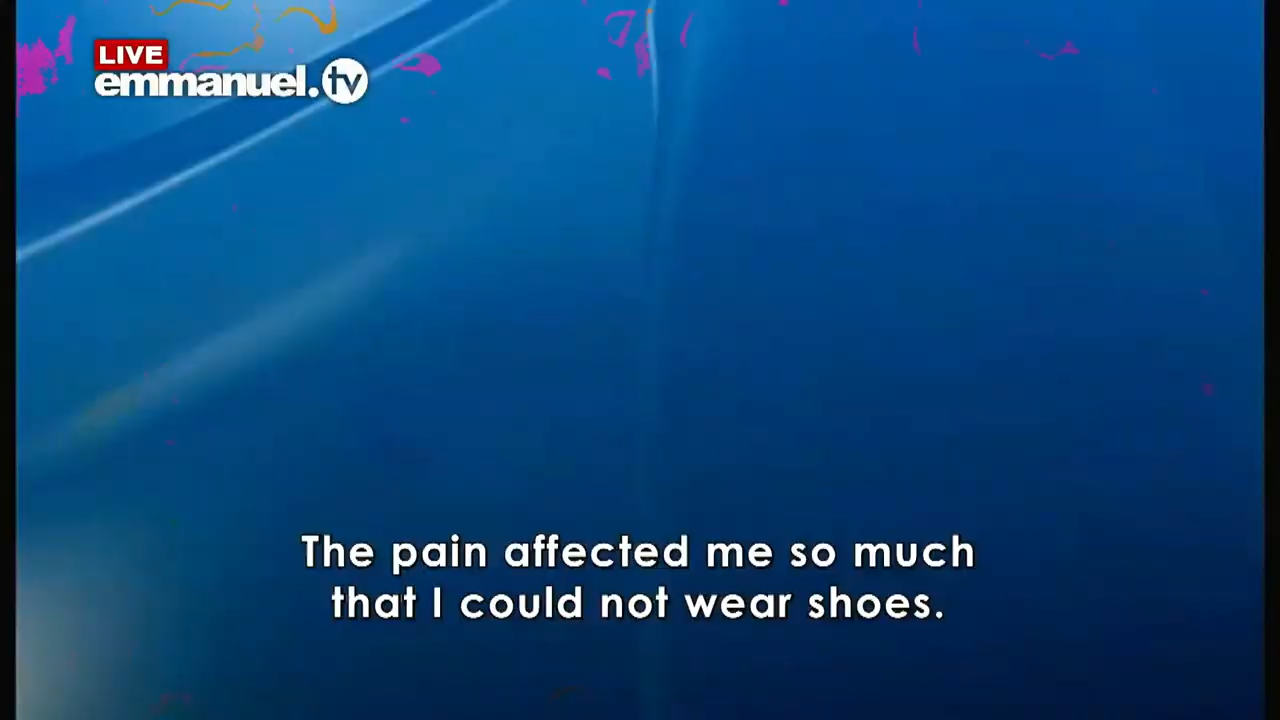 LIVE
emmanuel.tv
The pain affected me so much
that I could not wear shoes.